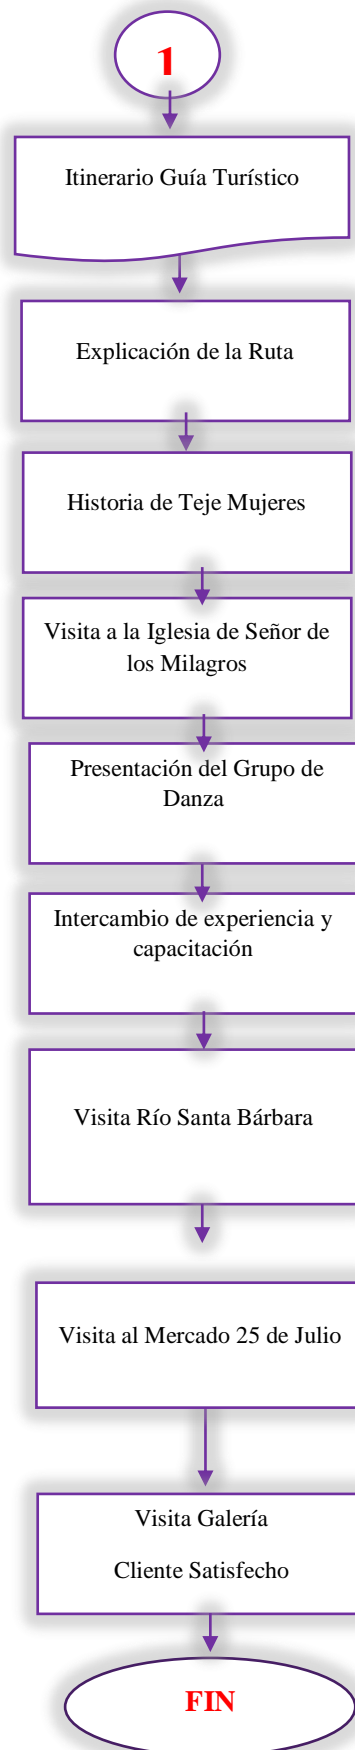 1
Itinerario Guía Turístico
Explicación de la Ruta
Historia de Teje Mujeres
Visita a la Iglesia de Señor de
los Milagros
Presentación del Grupo de
Danza
Intercambio de experiencia y
capacitación
Visita Río Santa Bárbara
Visita al Mercado 25 de Julio
Visita Galería
Cliente Satisfecho
FIN